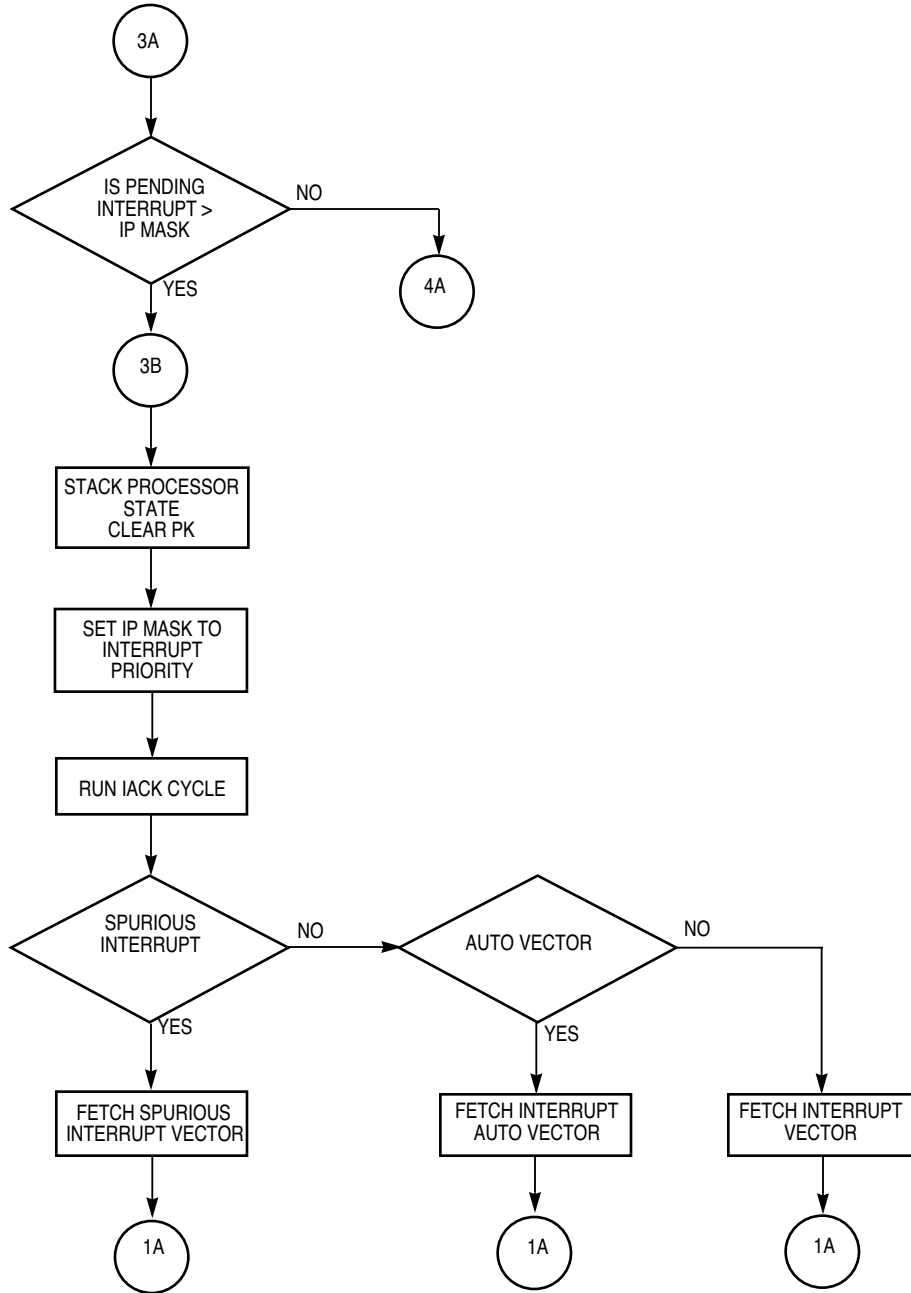 3A
IS PENDING
INTERRUPT >
IP MASK
NO
4A
YES
3B
STACK PROCESSOR
STATE
CLEAR PK
SET IP MASK TO
INTERRUPT
PRIORITY
RUN IACK CYCLE
SPURIOUS
INTERRUPT
NO
AUTO VECTOR
NO
YES
YES
FETCH SPURIOUS
INTERRUPT VECTOR
FETCH INTERRUPT
AUTO VECTOR
FETCH INTERRUPT
VECTOR
1A
1A
1A